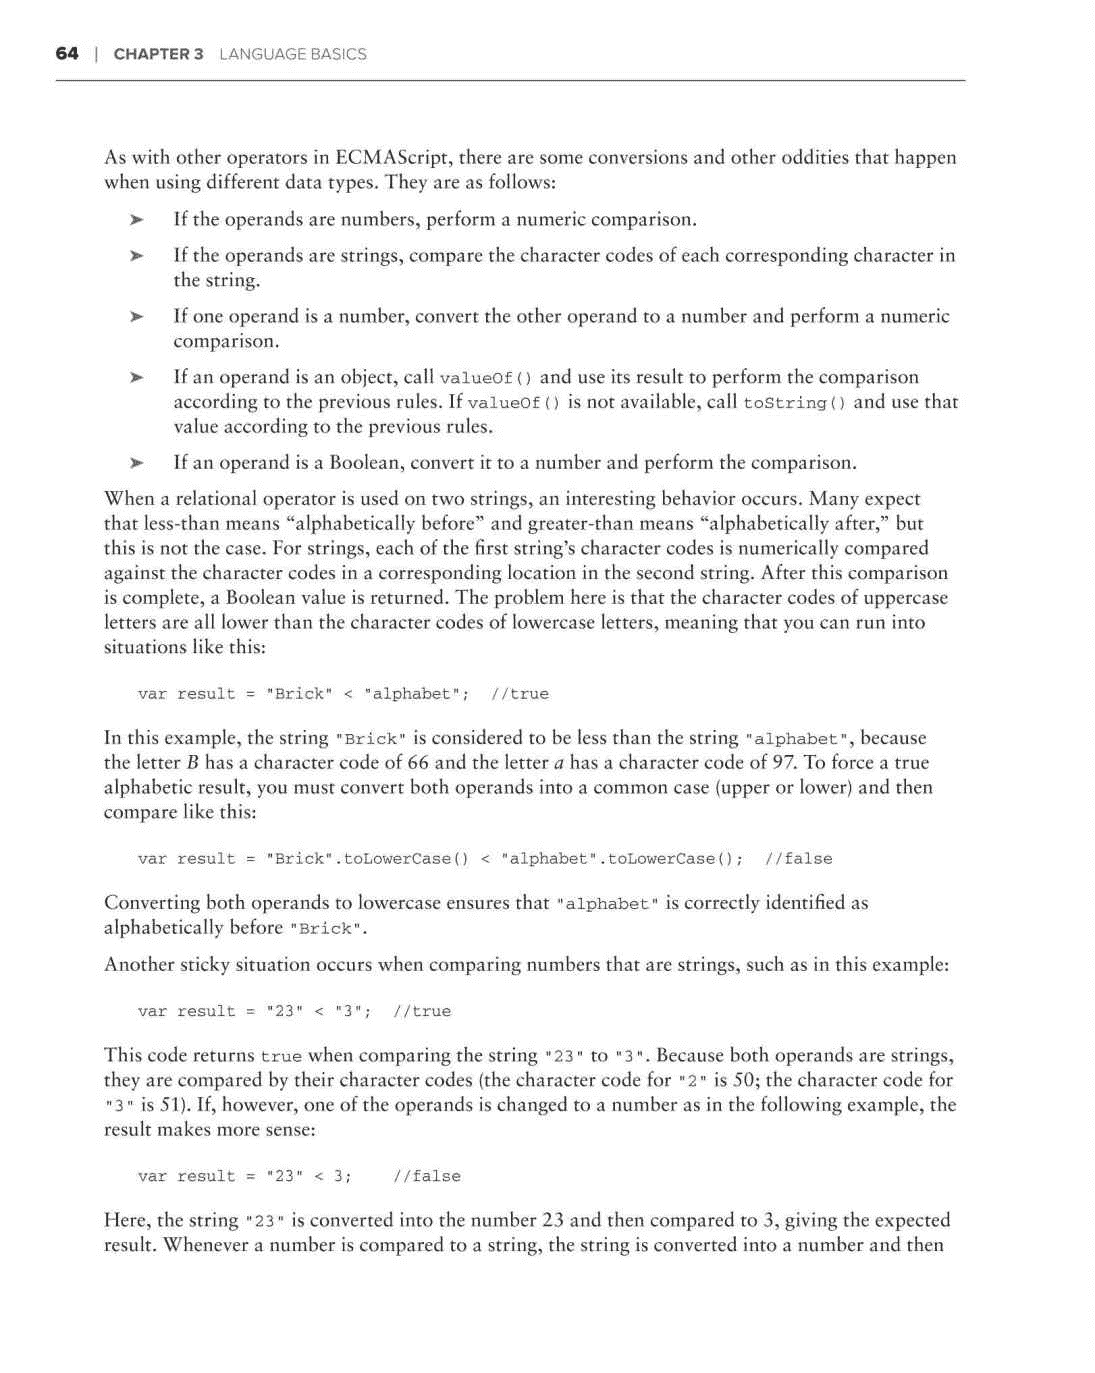 64 | CHAPTER 3 LANGUAGE BASICS
As with other operators in ECMAScript, there are some conversions and other oddities that happen
when using different data types. They are as follows:
➤ If the operands are numbers, perform a numeric comparison.
➤ If the operands are strings, compare the character codes of each corresponding character in
the string.
➤ If one operand is a number, convert the other operand to a number and perform a numeric
comparison.
➤ If an operand is an object, call valueOf() and use its result to perform the comparison
according to the previous rules. If valueOf() is not available, call toString() and use that
value according to the previous rules.
➤ If an operand is a Boolean, convert it to a number and perform the comparison.
When a relational operator is used on two strings, an interesting behavior occurs. Many expect
that less-than means “alphabetically before” and greater-than means “alphabetically after,” but
this is not the case. For strings, each of the first string’s character codes is numerically compared
against the character codes in a corresponding location in the second string. After this comparison
is complete, a Boolean value is returned. The problem here is that the character codes of uppercase
letters are all lower than the character codes of lowercase letters, meaning that you can run into
situations like this:
var result = "Brick" < "alphabet"; //true
In this example, the string "Brick" is considered to be less than the string "alphabet", because
the letter B has a character code of 66 and the letter a has a character code of 97. To force a true
alphabetic result, you must convert both operands into a common case (upper or lower) and then
compare like this:
var result = "Brick".toLowerCase() < "alphabet".toLowerCase(); //false
Converting both operands to lowercase ensures that "alphabet" is correctly identified as
alphabetically before "Brick".
Another sticky situation occurs when comparing numbers that are strings, such as in this example:
var result = "23" < "3"; //true
This code returns true when comparing the string "23" to "3". Because both operands are strings,
they are compared by their character codes (the character code for "2" is 50; the character code for
"3" is 51). If, however, one of the operands is changed to a number as in the following example, the
result makes more sense:
var result = "23" < 3; //false
Here, the string "23" is converted into the number 23 and then compared to 3, giving the expected
result. Whenever a number is compared to a string, the string is converted into a number and then